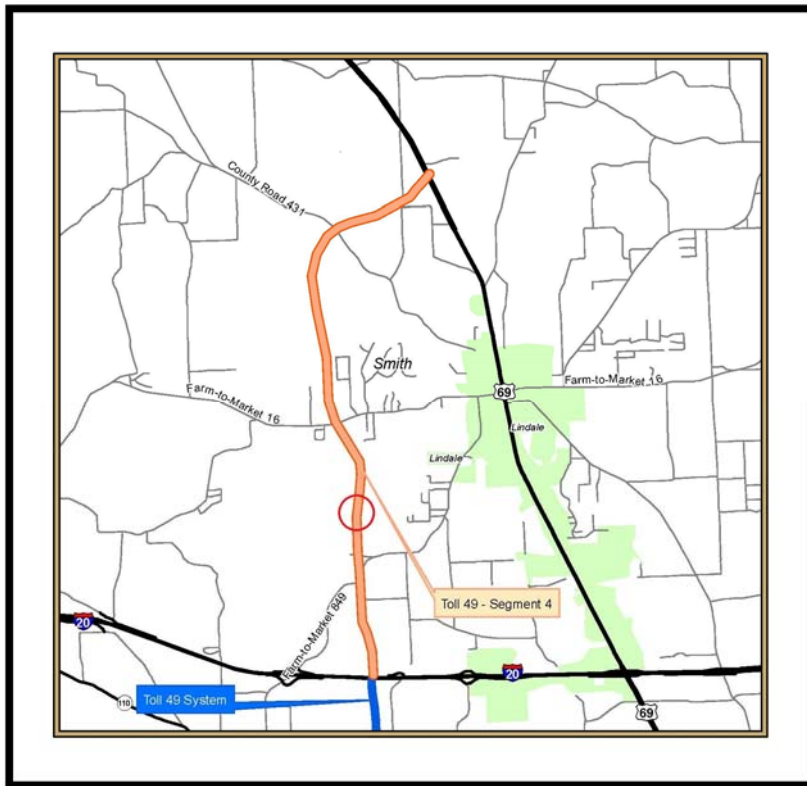 County Road 431
Smith
Farm-to-Market 16
Farm-to-Market 16
69
Lindale
Lindale
Toll 49 - Segment 4
Farm-to-Market 849
20
20
110
Toll 49 System
69